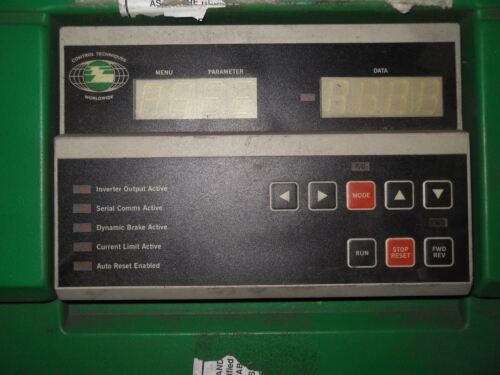 CONTROL TECHNIQUES
WORLDWIDE
MENU PARAMETER DATA
Inverter Output Active
Serial Comms Active
Dynamic Brake Active
Current Limit Active
Auto Reset Enabled
MODE
RUN
STOP
RESET
FWD
REV